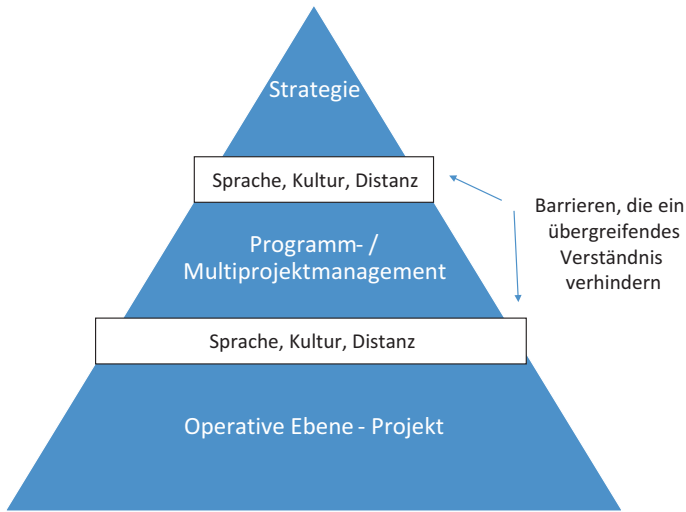 Strategie
Sprache, Kultur, Distanz
Barrieren, die ein
übergreifendes
Verständnis
verhindern
Programm- /
Multiprojektmanagement
Sprache, Kultur, Distanz
Operative Ebene - Projekt